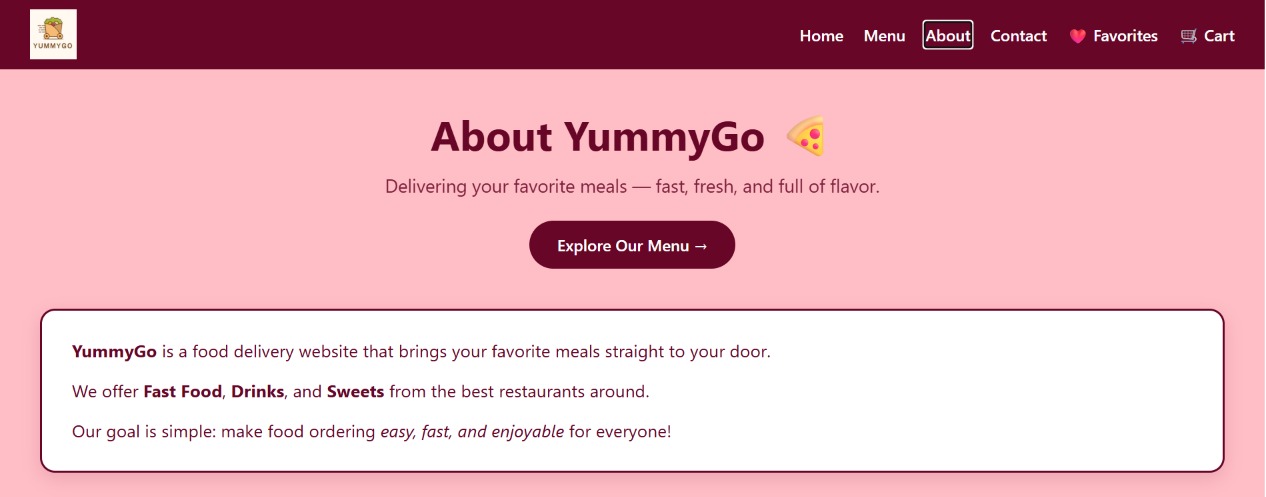 YUMMYGO
Home Menu About Contact ❤️ Favorites 🛒 Cart
About YummyGo 🍕
Delivering your favorite meals — fast, fresh, and full of flavor.
Explore Our Menu →
YummyGo is a food delivery website that brings your favorite meals straight to your door.
We offer Fast Food, Drinks, and Sweets from the best restaurants around.
Our goal is simple: make food ordering easy, fast, and enjoyable for everyone!